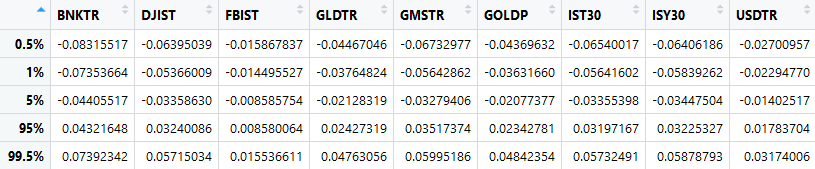 BNKTR DJIST FBIST GLDTR GMSTR GOLDP IST30 ISY30 USDTR
0.5% -0.08315517 -0.06395039 -0.015867837 -0.04467046 -0.06732977 -0.04369632 -0.06540017 -0.06406186 -0.02700957
1% -0.07353664 -0.05366009 -0.014495527 -0.03764824 -0.05642862 -0.03631660 -0.05641602 -0.05839262 -0.02294770
5% -0.04405517 -0.03358630 -0.008585754 -0.02128319 -0.03279406 -0.02077377 -0.03355398 -0.03447504 -0.01402517
95% 0.04321648 0.03240086 0.008580064 0.02427319 0.03517374 0.02342781 0.03197167 0.03225327 0.01783704
99.5% 0.07392342 0.05715034 0.015536611 0.04763056 0.05995186 0.04842354 0.05732491 0.05878793 0.03174006